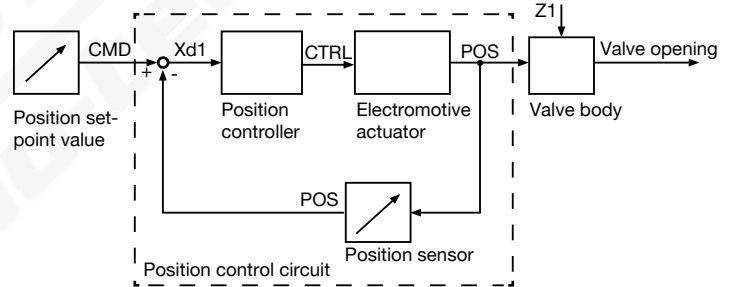 Z1
CMD
Xd1
CTRL
POS
Valve opening
+
-
Position set-
point value
Position
controller
Electromotive
actuator
Valve body
POS
Position sensor
Position control circuit